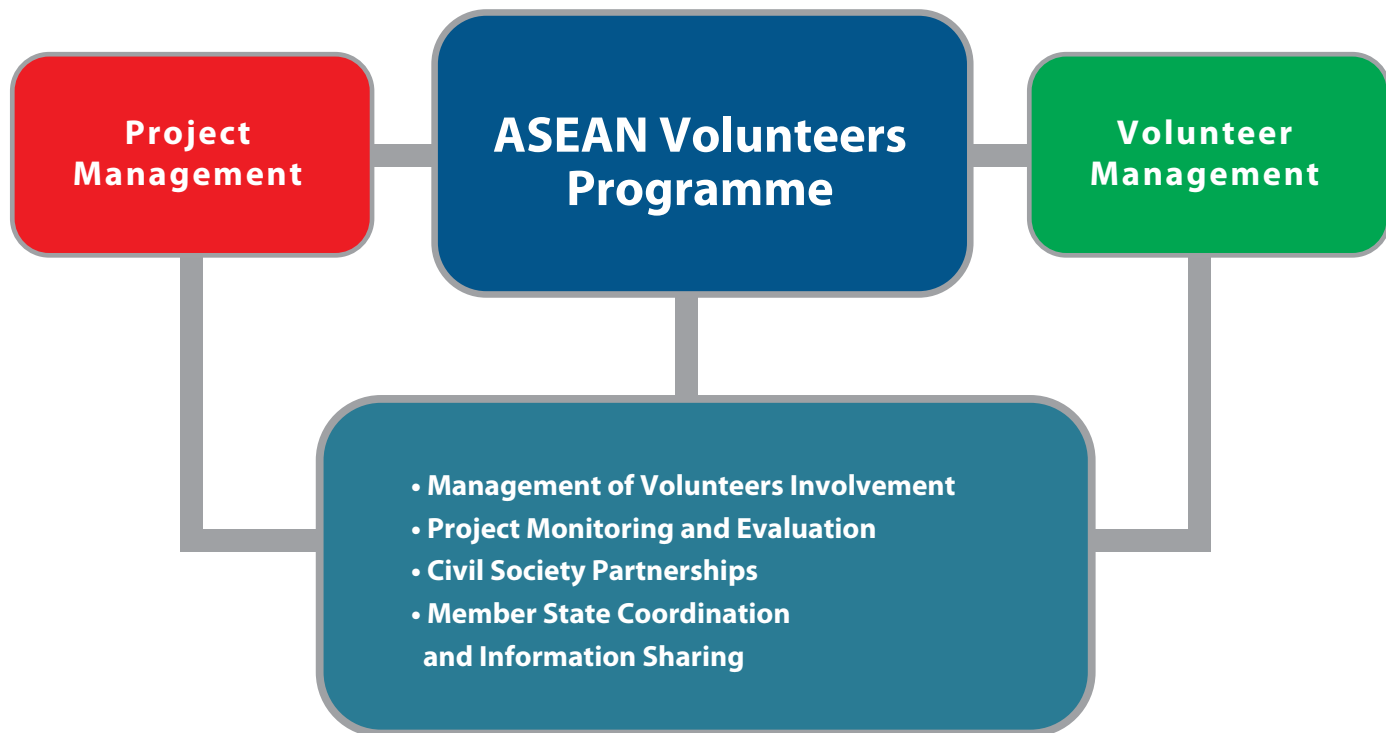 Project
Management
ASEAN Volunteers
Programme
Volunteer
Management
• Management of Volunteers Involvement
• Project Monitoring and Evaluation
• Civil Society Partnerships
• Member State Coordination
and Information Sharing